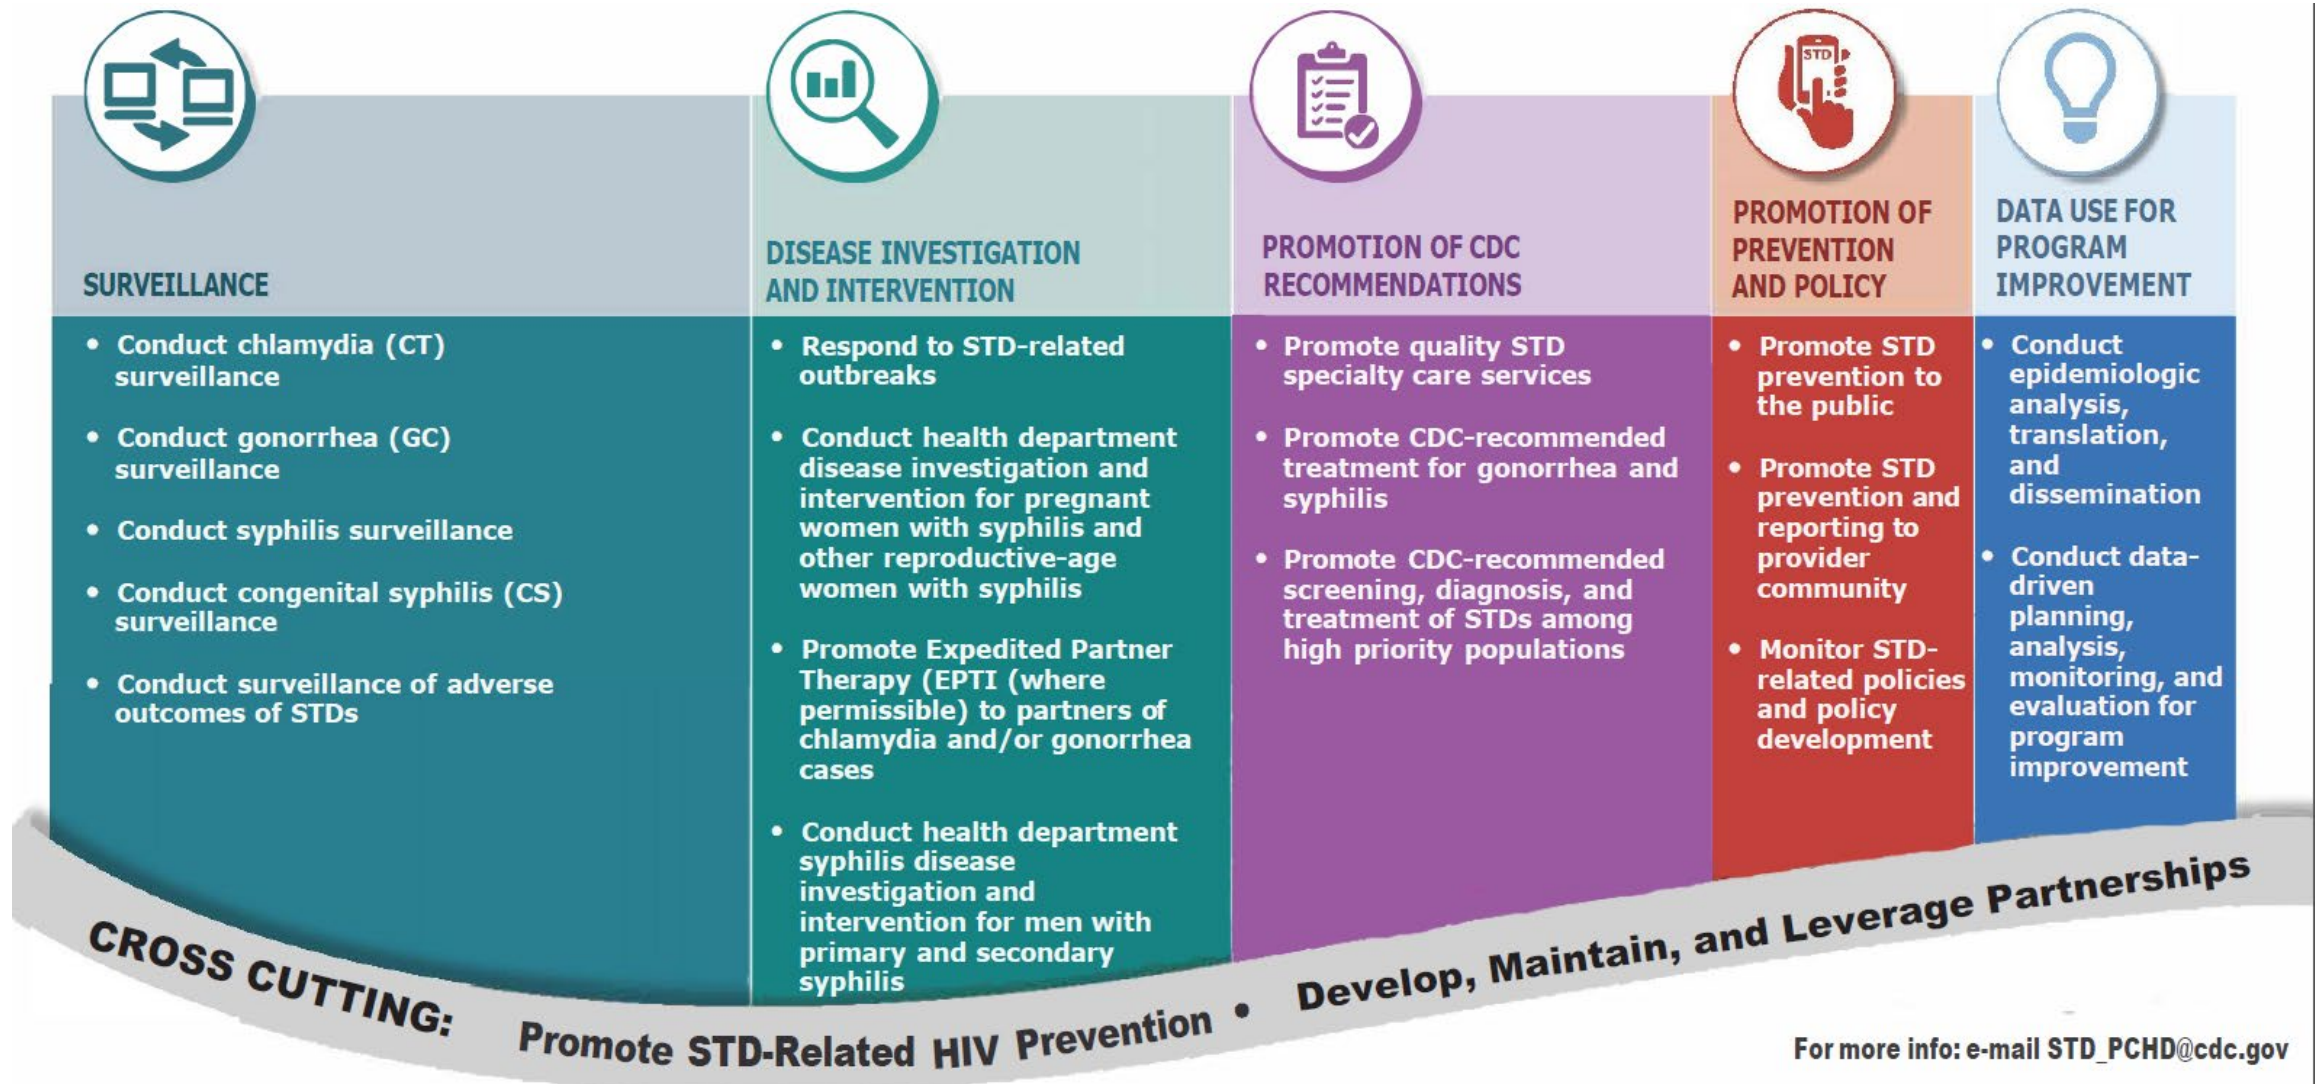 SURVEILLANCE
• Conduct chlamydia (CT)
surveillance
• Conduct gonorrhea (GC)
surveillance
• Conduct syphilis surveillance
• Conduct congenital syphilis (CS)
surveillance
• Conduct surveillance of adverse
outcomes of STDs
DISEASE INVESTIGATION
AND INTERVENTION
• Respond to STD-related
outbreaks
• Conduct health department
disease investigation and
intervention for pregnant
women with syphilis and
other reproductive-age
women with syphilis
• Promote Expedited Partner
Therapy (EPTI (where
permissible) to partners of
chlamydia and/or gonorrhea
cases
• Conduct health department
syphilis disease
investigation and
intervention for men with
primary and secondary
syphilis
PROMOTION OF CDC
RECOMMENDATIONS
• Promote quality STD
specialty care services
• Promote CDC-recommended
treatment for gonorrhea and
syphilis
• Promote CDC-recommended
screening, diagnosis, and
treatment of STDs among
high priority populations
STD
PROMOTION OF
PREVENTION
AND POLICY
• Promote STD
prevention to
the public
• Promote STD
prevention and
reporting to
provider
community
• Monitor STD-
related policies
and policy
development
DATA USE FOR
PROGRAM
IMPROVEMENT
• Conduct
epidemiologic
analysis,
translation,
and
dissemination
• Conduct data-
driven
planning,
analysis,
monitoring, and
evaluation for
program
improvement
CROSS CUTTING: Promote STD-Related HIV Prevention • Develop, Maintain, and Leverage Partnerships
For more info: e-mail STD_PCHD@cdc.gov